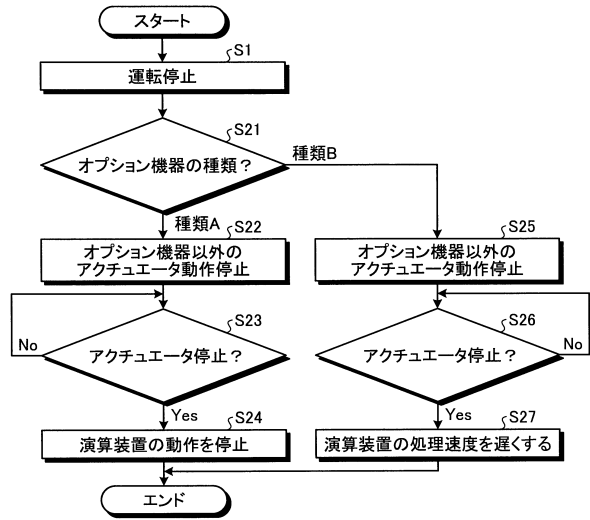 スタート
S1
運転停止
S21
オプション機器の種類?
種類B
種類A
S22
オプション機器以外の
アクチュエータ動作停止
S25
オプション機器以外の
アクチュエータ動作停止
S23
アクチュエータ停止?
No
Yes
S26
アクチュエータ停止?
No
Yes
S24
演算装置の動作を停止
S27
演算装置の処理速度を遅くする
エンド